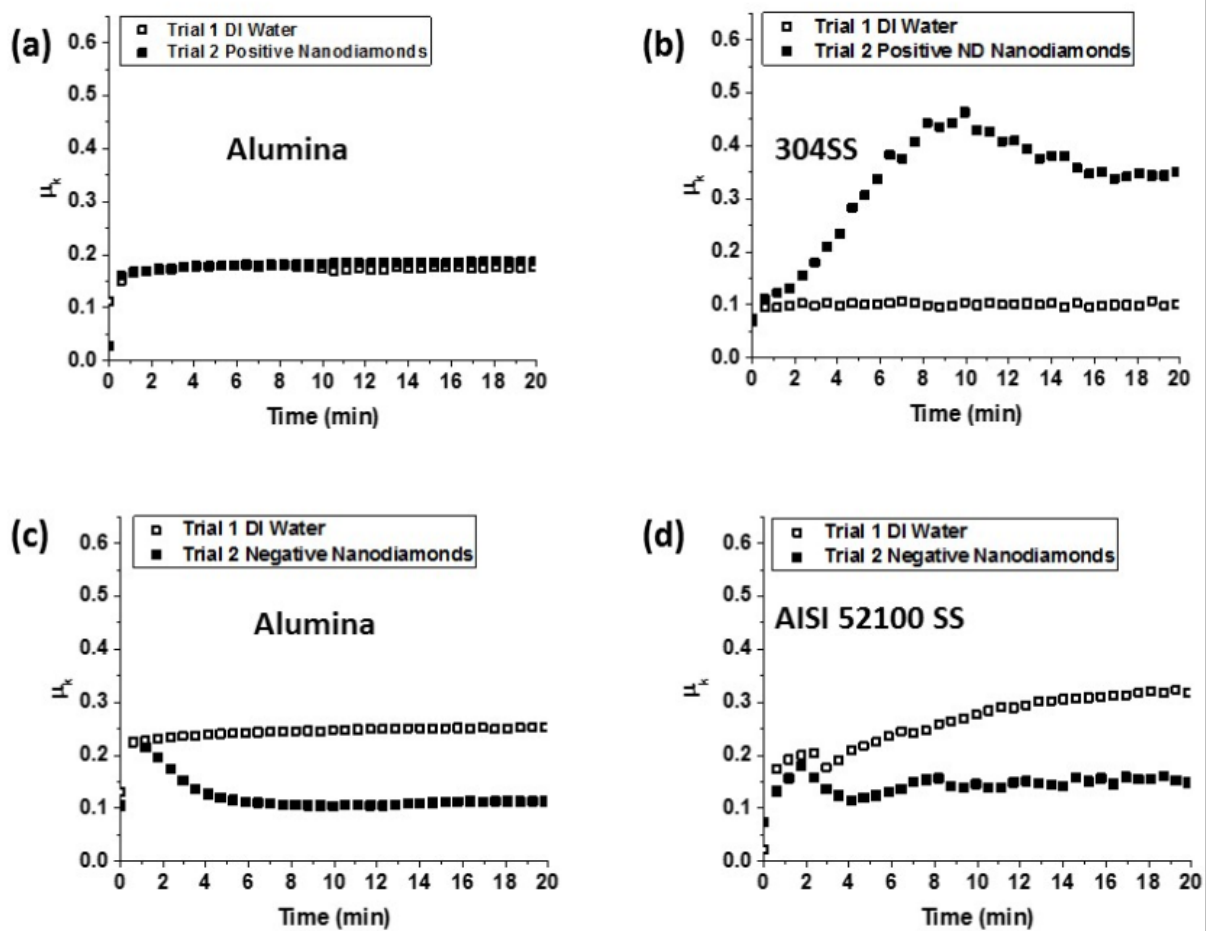 (a)
Trial 1 DI Water
Trial 2 Positive Nanodiamonds
Alumina
μk
0.6
0.5
0.4
0.3
0.2
0.1
0.0
0 2 4 6 8 10 12 14 16 18 20
Time (min)
(b)
Trial 1 DI Water
Trial 2 Positive ND Nanodiamonds
304SS
μk
0.6
0.5
0.4
0.3
0.2
0.1
0.0
0 2 4 6 8 10 12 14 16 18 20
Time (min)
(c)
Trial 1 DI Water
Trial 2 Negative Nanodiamonds
Alumina
μk
0.6
0.5
0.4
0.3
0.2
0.1
0.0
0 2 4 6 8 10 12 14 16 18 20
Time (min)
(d)
Trial 1 DI Water
Trial 2 Negative Nanodiamonds
AISI 52100 SS
μk
0.6
0.5
0.4
0.3
0.2
0.1
0.0
0 2 4 6 8 10 12 14 16 18 20
Time (min)